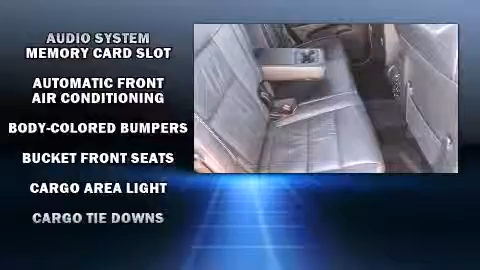 AUDIO SYSTEM
MEMORY CARD SLOT
AUTOMATIC FRONT
AIR CONDITIONING
BODY-COLORED BUMPERS
BUCKET FRONT SEATS
CARGO AREA LIGHT
CARGO TIE DOWNS